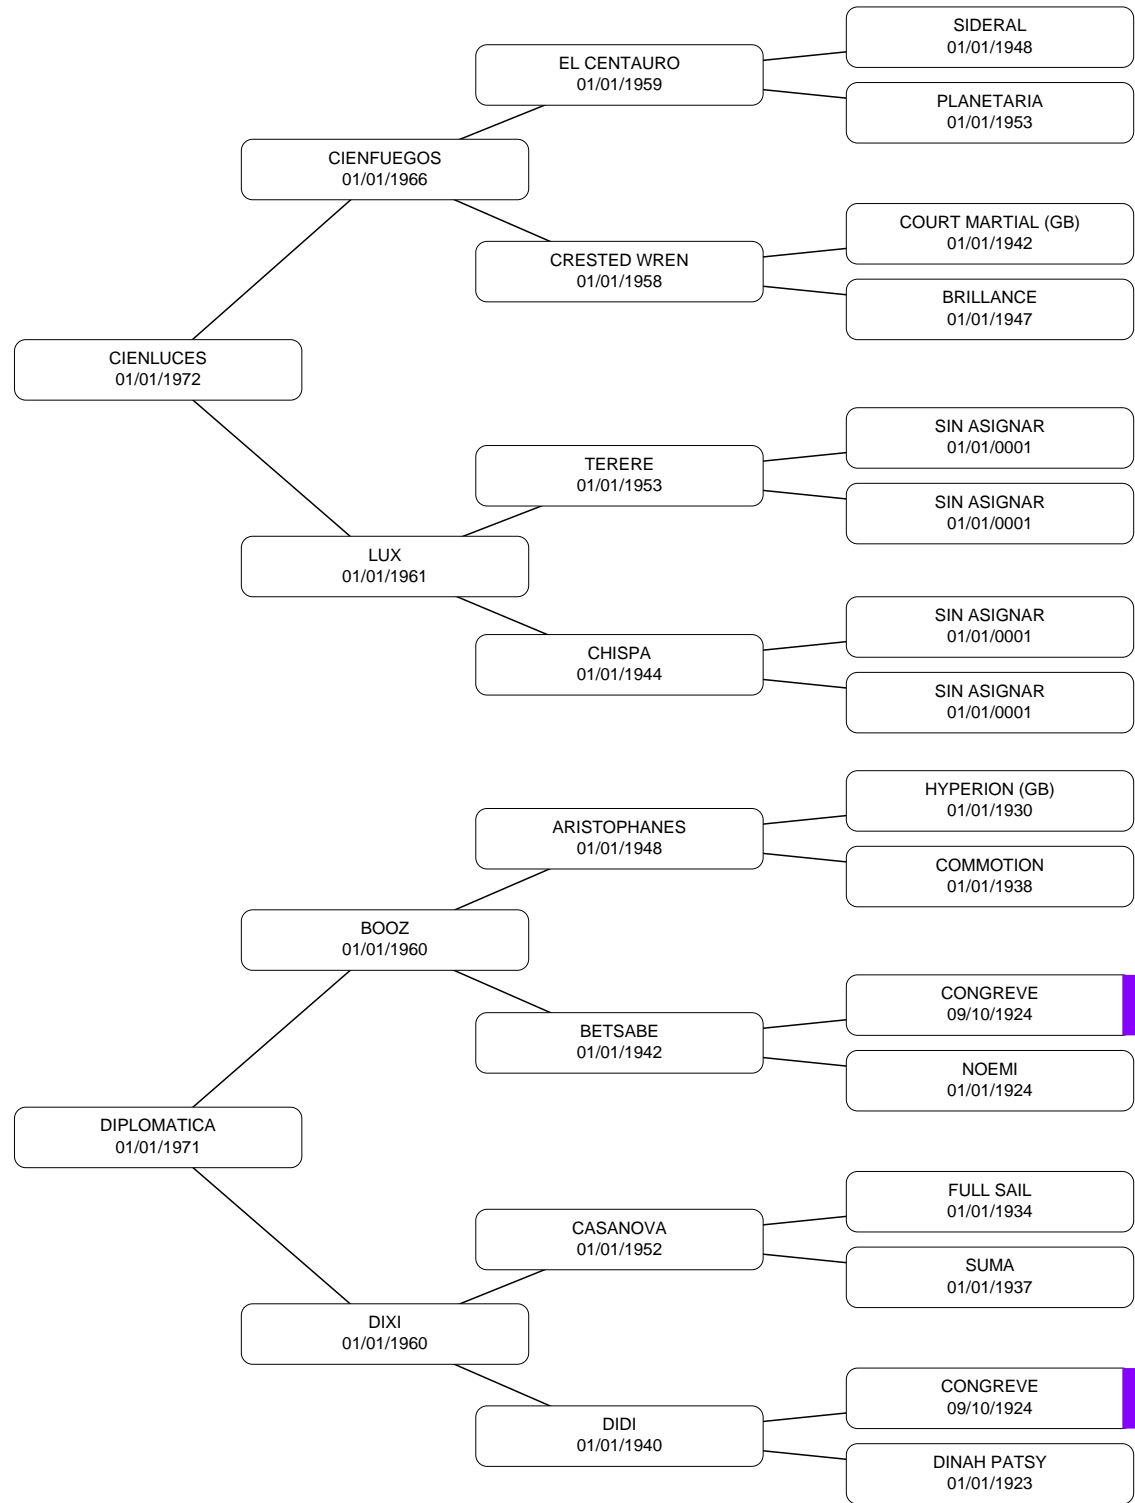 SIDERAL
01/01/1948
EL CENTAURO
01/01/1959
PLANETARIA
01/01/1953
CIENFUEGOS
01/01/1966
COURT MARTIAL (GB)
01/01/1942
CRESTED WREN
01/01/1958
BRILLANCE
01/01/1947
CIENLUCES
01/01/1972
SIN ASIGNAR
01/01/0001
TERERE
01/01/1953
SIN ASIGNAR
01/01/0001
LUX
01/01/1961
SIN ASIGNAR
01/01/0001
CHISPA
01/01/1944
SIN ASIGNAR
01/01/0001
HYPERION (GB)
01/01/1930
ARISTOPHANES
01/01/1948
COMMOTION
01/01/1938
BOOZ
01/01/1960
CONGREVE
09/10/1924
BETSABE
01/01/1942
NOEMI
01/01/1924
DIPLOMATICA
01/01/1971
FULL SAIL
01/01/1934
CASANOVA
01/01/1952
SUMA
01/01/1937
DIXI
01/01/1960
CONGREVE
09/10/1924
DIDI
01/01/1940
DINAH PATSY
01/01/1923